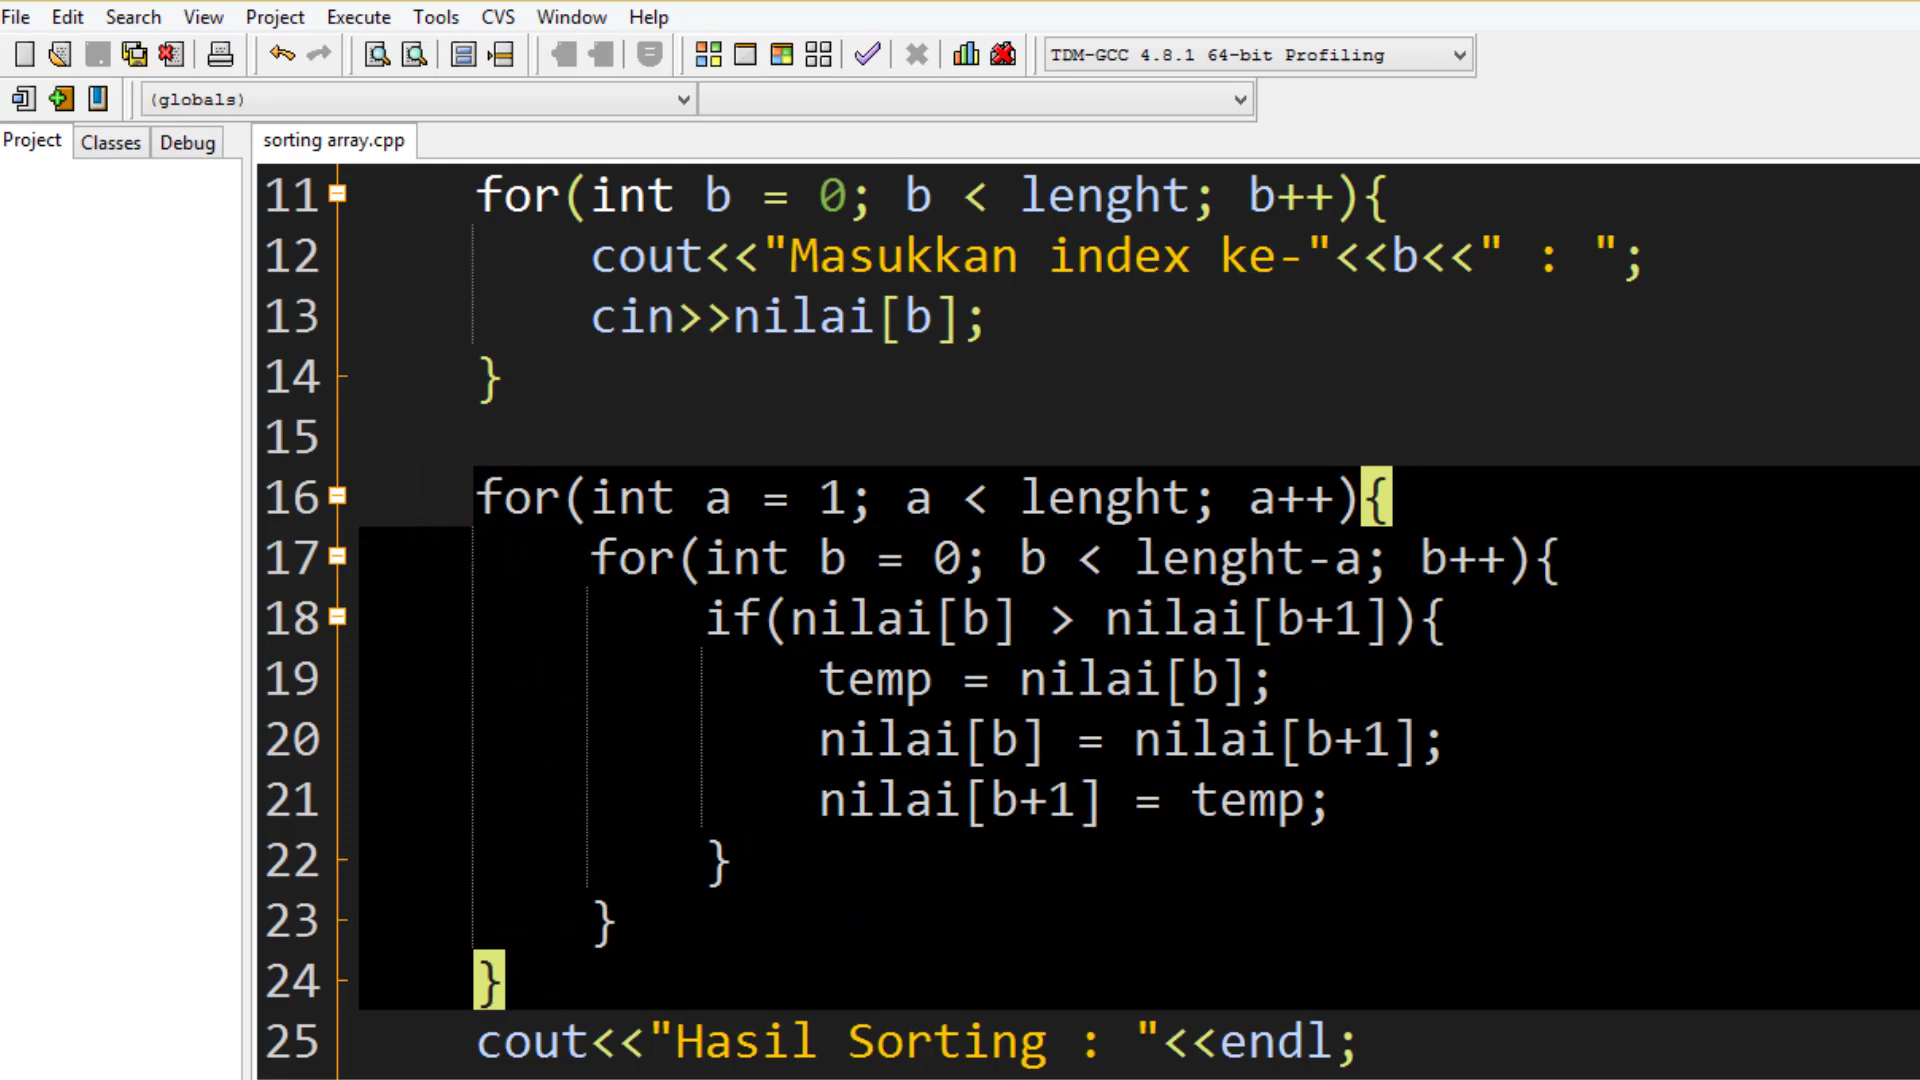 File Edit Search View Project Execute Tools CVS Window Help
TDM-GCC 4.8.1 64-bit Profiling
(globals)
Project Classes Debug sorting array.cpp
11 for(int b = 0; b < lenght; b++){
12 cout<<"Masukkan index ke-"<<b<<" : ";
13 cin>>nilai[b];
14 }
15
16 for(int a = 1; a < lenght; a++){
17 for(int b = 0; b < lenght-a; b++){
18 if(nilai[b] > nilai[b+1]){
19 temp = nilai[b];
20 nilai[b] = nilai[b+1];
21 nilai[b+1] = temp;
22 }
23 }
24 }
25 cout<<"Hasil Sorting : "<<endl;